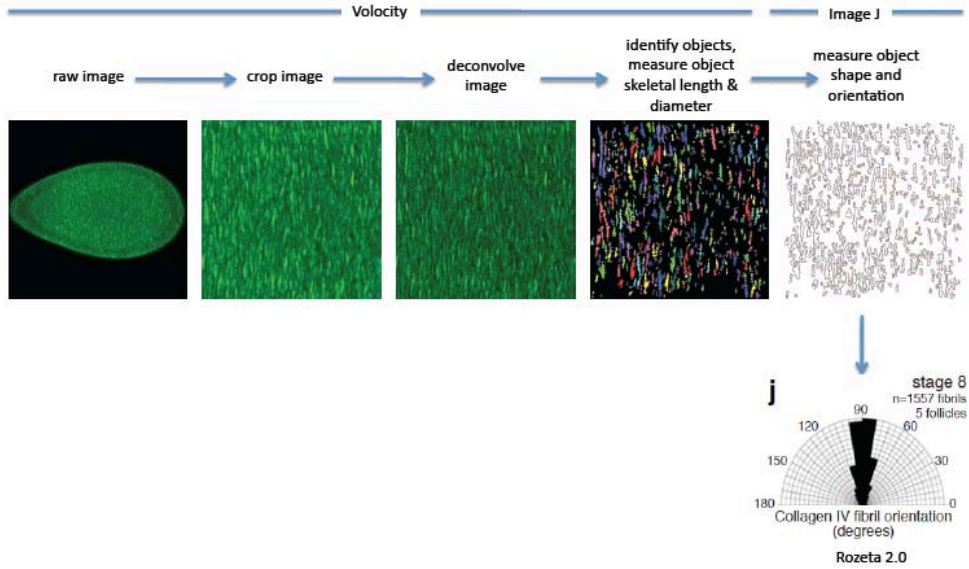 Volocity
Image J
raw image
crop image
deconvolve
image
identify objects,
measure object
skeletal length &
diameter
measure object
shape and
orientation
j
stage 8
n=1557 fibrils
5 follicles
90
120
60
150
30
180
0
Collagen IV fibril orientation
(degrees)
Rozeta 2.0